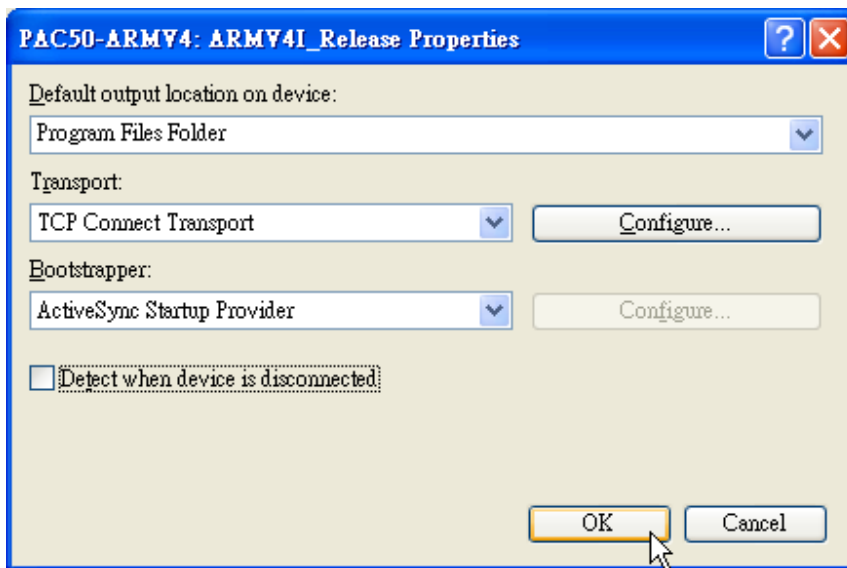 PAC50-ARMV4: ARMV4I_Release Properties
Default output location on device:
Program Files Folder
Transport:
TCP Connect Transport
Configure...
Bootstrapper:
ActiveSync Startup Provider
Configure...
Detect when device is disconnected
OK
Cancel